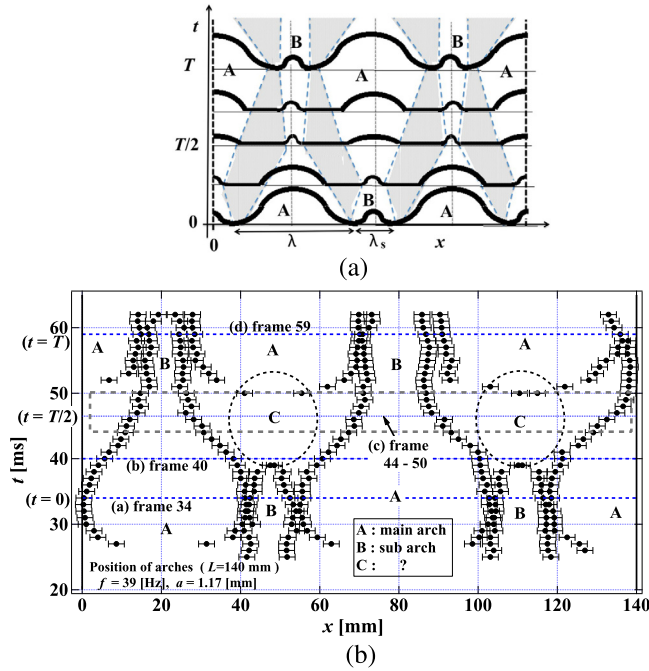 t
B
B
T
A
A
A
T/2
A
B
A
0
0
λ
λs
x
(a)
60
(t = T)
A
B
(d) frame 59
A
B
A
50
(t = T/2)
C
C
(c) frame
44 - 50
t [ms]
40
(b) frame 40
(t = 0)
(a) frame 34
A
30
A
B
B
A
A : main arch
B : sub arch
C : ?
Position of arches ( L=140 mm )
f = 39 [Hz], a = 1.17 [mm]
20
0 20 40 60 80 100 120 140
x [mm]
(b)